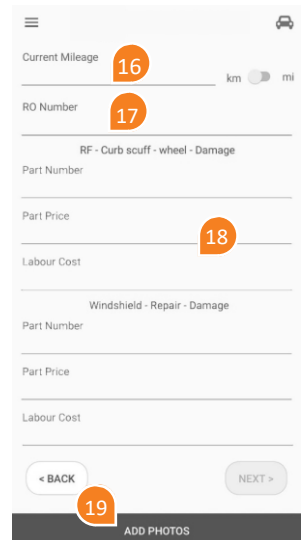 Current Mileage
16
km mi
RO Number
17
RF - Curb scuff - wheel - Damage
Part Number
Part Price
18
Labour Cost
Windshield - Repair - Damage
Part Number
Part Price
Labour Cost
< BACK NEXT >
19
ADD PHOTOS